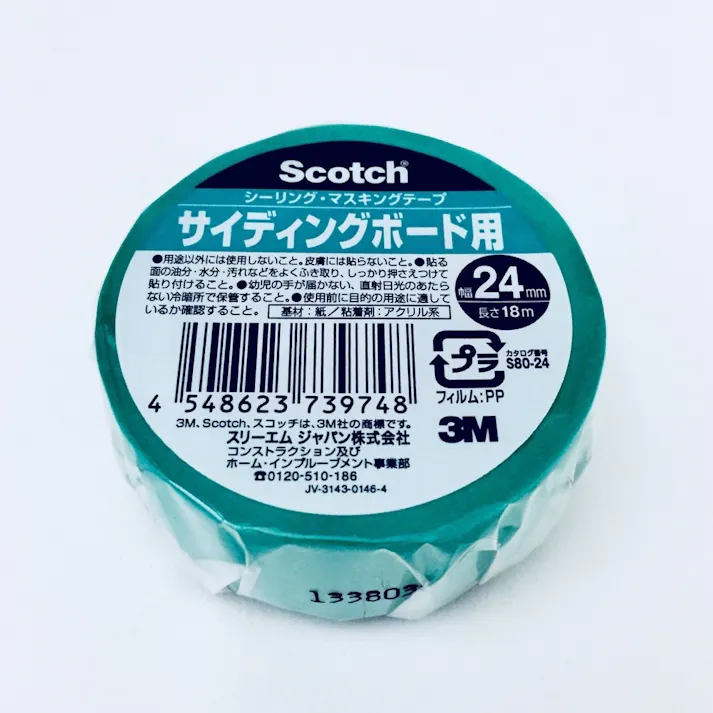 Scotch®
シーリング・マスキングテープ
サイディングボード用
●用途以外には使用しないこと。皮膚には貼らないこと。●貼る
面の油分・水分・汚れなどをよくふき取り、しっかり押さえつけて
貼り付けること。●幼児の手が届かない、直射日光のあたら
ない冷暗所で保管すること。●使用前に目的の用途に適して
いるか確認すること。 基材:紙/粘着剤:アクリル系
幅24mm
長さ18m
プラ
カタログ番号
S80-24
フィルム:PP
4 548623 739748
3M、Scotch、スコッチは、3M社の商標です。
スリーエム ジャパン株式会社
コンストラクション及び
ホーム・インプルーブメント事業部
☎0120-510-186
JV-3143-0146-4
3M
133803